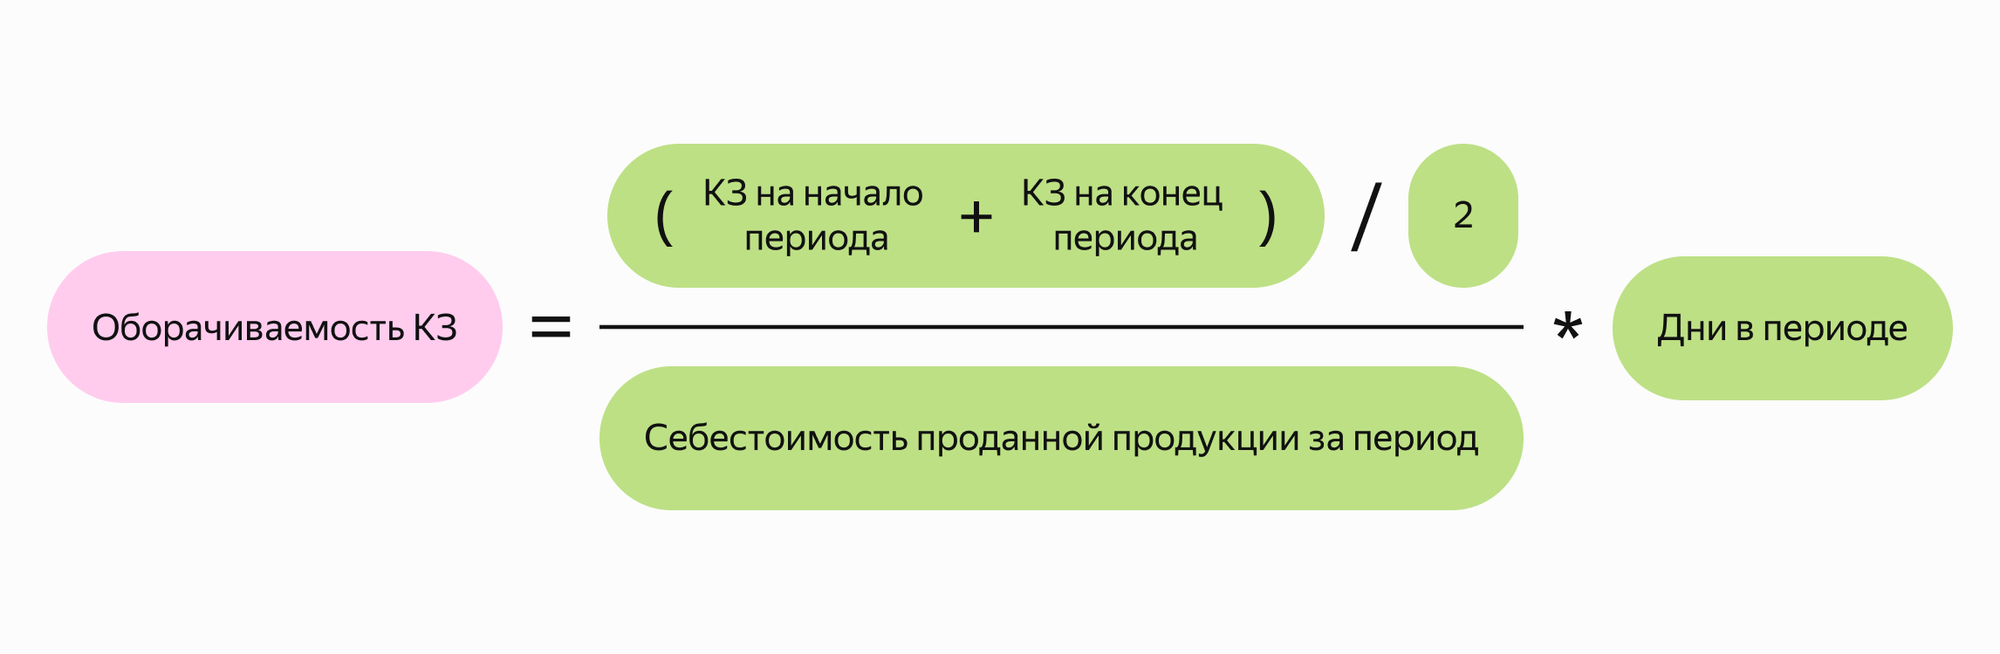 Оборачиваемость КЗ
=
( КЗ на начало периода + КЗ на конец периода ) / 2
Себестоимость проданной продукции за период
* Дни в периоде